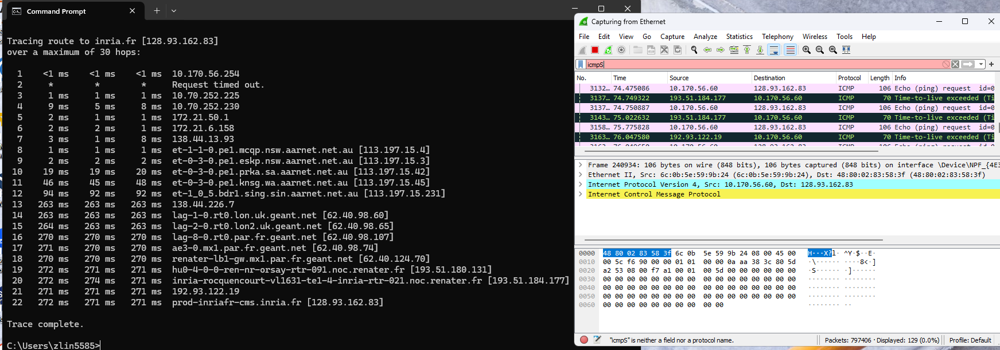 Command Prompt
Tracing route to inria.fr [128.93.162.83]
over a maximum of 30 hops:
1 <1 ms <1 ms <1 ms 10.170.56.254
2 * * * Request timed out.
3 1 ms 1 ms 1 ms 10.70.252.225
4 9 ms 5 ms 8 ms 10.70.252.230
5 2 ms 1 ms 1 ms 172.21.50.1
6 2 ms 2 ms 1 ms 172.21.6.158
7 3 ms 1 ms 8 ms 138.44.13.93
8 1 ms 1 ms 1 ms et-1-1-0.pe1.mcqp.nsw.aarnet.net.au [113.197.15.4]
9 2 ms 2 ms 2 ms et-0-3-0.pe1.eskp.nsw.aarnet.net.au [113.197.15.3]
10 19 ms 19 ms 20 ms et-0-3-0.pe1.prka.sa.aarnet.net.au [113.197.15.42]
11 46 ms 45 ms 48 ms et-0-3-0.pe1.knsg.wa.aarnet.net.au [113.197.15.45]
12 94 ms 92 ms 92 ms et-1_0_5.bdr1.sing.sin.aarnet.net.au [113.197.15.231]
13 263 ms 263 ms 263 ms 138.44.226.7
14 263 ms 263 ms 263 ms lag-1-0.rt0.lon.uk.geant.net [62.40.98.60]
15 264 ms 263 ms 263 ms lag-2-0.rt0.lon2.uk.geant.net [62.40.98.65]
16 270 ms 270 ms 270 ms lag-8-0.rt0.par.fr.geant.net [62.40.98.107]
17 271 ms 270 ms 270 ms ae3-0.mx1.par.fr.geant.net [62.40.98.74]
18 270 ms 270 ms 270 ms renater-lb1-gw.mx1.par.fr.geant.net [62.40.124.70]
19 272 ms 271 ms 271 ms hu0-4-0-0-ren-nr-orsay-rtr-091.noc.renater.fr [193.51.180.131]
20 272 ms 274 ms 271 ms inria-rocquencourt-vl1631-te1-4-inria-rtr-021.noc.renater.fr [193.51.184.177]
21 271 ms 271 ms 271 ms 192.93.122.19
22 272 ms 271 ms 271 ms prod-inriafr-cms.inria.fr [128.93.162.83]
Trace complete.
C:\Users\zlin5585>
Capturing from Ethernet
File Edit View Go Capture Analyze Statistics Telephony Wireless Tools Help
icmpS
No. Time Source Destination Protocol Length Info
3132… 74.475086 10.170.56.60 128.93.162.83 ICMP 106 Echo (ping) request id=0
3137… 74.749322 193.51.184.177 10.170.56.60 ICMP 70 Time-to-live exceeded (Ti
3137… 74.750887 10.170.56.60 128.93.162.83 ICMP 106 Echo (ping) request id=0
3143… 75.022632 193.51.184.177 10.170.56.60 ICMP 70 Time-to-live exceeded (Ti
3158… 75.775828 10.170.56.60 128.93.162.83 ICMP 106 Echo (ping) request id=0
3163… 76.047580 192.93.122.19 10.170.56.60 ICMP 70 Time-to-live exceeded (Ti
Frame 240934: 106 bytes on wire (848 bits), 106 bytes captured (848 bits) on interface \Device\NPF_{4E3
Ethernet II, Src: 6c:0b:5e:59:9b:24 (6c:0b:5e:59:9b:24), Dst: 48:80:02:83:58:3f (48:80:02:83:58:3f)
Internet Protocol Version 4, Src: 10.170.56.60, Dst: 128.93.162.83
Internet Control Message Protocol
0000 48 80 02 83 58 3f 6c 0b 5e 59 9b 24 08 00 45 00 H···X?l· ^Y·$··E·
0010 00 5c f6 90 00 00 01 01 00 00 0a aa 38 3c 80 5d ·\······ ····8<·]
0020 a2 53 08 00 f7 a1 00 01 00 5d 00 00 00 00 00 00 ·S······ ·]······
0030 00 00 00 00 00 00 00 00 00 00 00 00 00 00 00 00 ········ ········
0040 00 00 00 00 00 00 00 00 00 00 00 00 00 00 00 00 ········ ········
0050 00 00 00 00 00 00 00 00 00 00 00 00 00 00 00 00 ········ ········
0060 00 00 00 00 00 00 00 00 00 00 ········ ··
"icmpS" is neither a field nor a protocol name. Packets: 797406 · Displayed: 129 (0.0%) Profile: Default